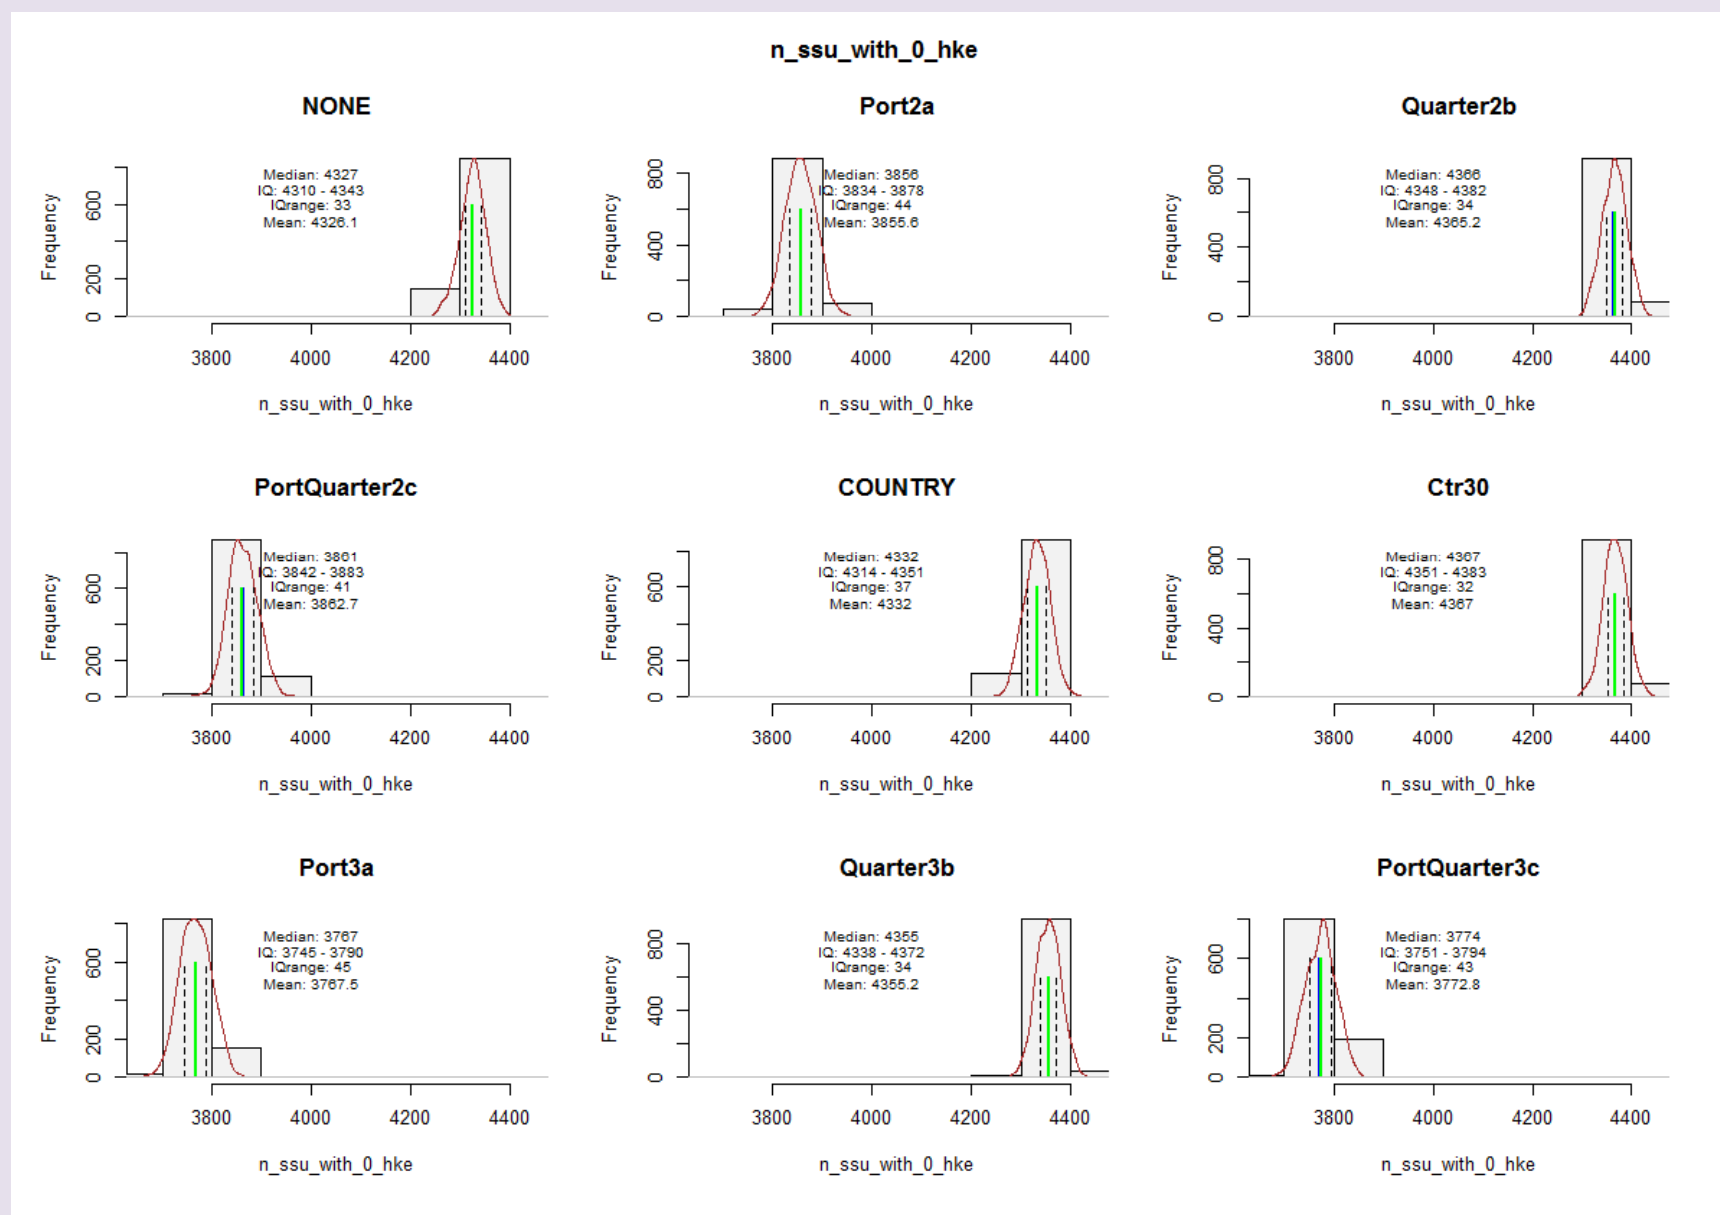 n_ssu_with_0_hke
NONE
Median: 4327
IQ: 4310 - 4343
IQrange: 33
Mean: 4326.1
Frequency
0
200
600
3800
4000
4200
4400
n_ssu_with_0_hke
Port2a
Median: 3856
IQ: 3834 - 3878
IQrange: 44
Mean: 3855.6
Frequency
0
400
800
3800
4000
4200
4400
n_ssu_with_0_hke
Quarter2b
Median: 4366
IQ: 4348 - 4382
IQrange: 34
Mean: 4365.2
Frequency
0
400
800
3800
4000
4200
4400
n_ssu_with_0_hke
PortQuarter2c
Median: 3861
IQ: 3842 - 3883
IQrange: 41
Mean: 3862.7
Frequency
0
200
600
3800
4000
4200
4400
n_ssu_with_0_hke
COUNTRY
Median: 4332
IQ: 4314 - 4351
IQrange: 37
Mean: 4332
Frequency
0
200
600
3800
4000
4200
4400
n_ssu_with_0_hke
Ctr30
Median: 4367
IQ: 4351 - 4383
IQrange: 32
Mean: 4367
Frequency
0
400
800
3800
4000
4200
4400
n_ssu_with_0_hke
Port3a
Median: 3767
IQ: 3745 - 3790
IQrange: 45
Mean: 3767.5
Frequency
0
200
600
3800
4000
4200
4400
n_ssu_with_0_hke
Quarter3b
Median: 4355
IQ: 4338 - 4372
IQrange: 34
Mean: 4355.2
Frequency
0
400
800
3800
4000
4200
4400
n_ssu_with_0_hke
PortQuarter3c
Median: 3774
IQ: 3751 - 3794
IQrange: 43
Mean: 3772.8
Frequency
0
200
600
3800
4000
4200
4400
n_ssu_with_0_hke